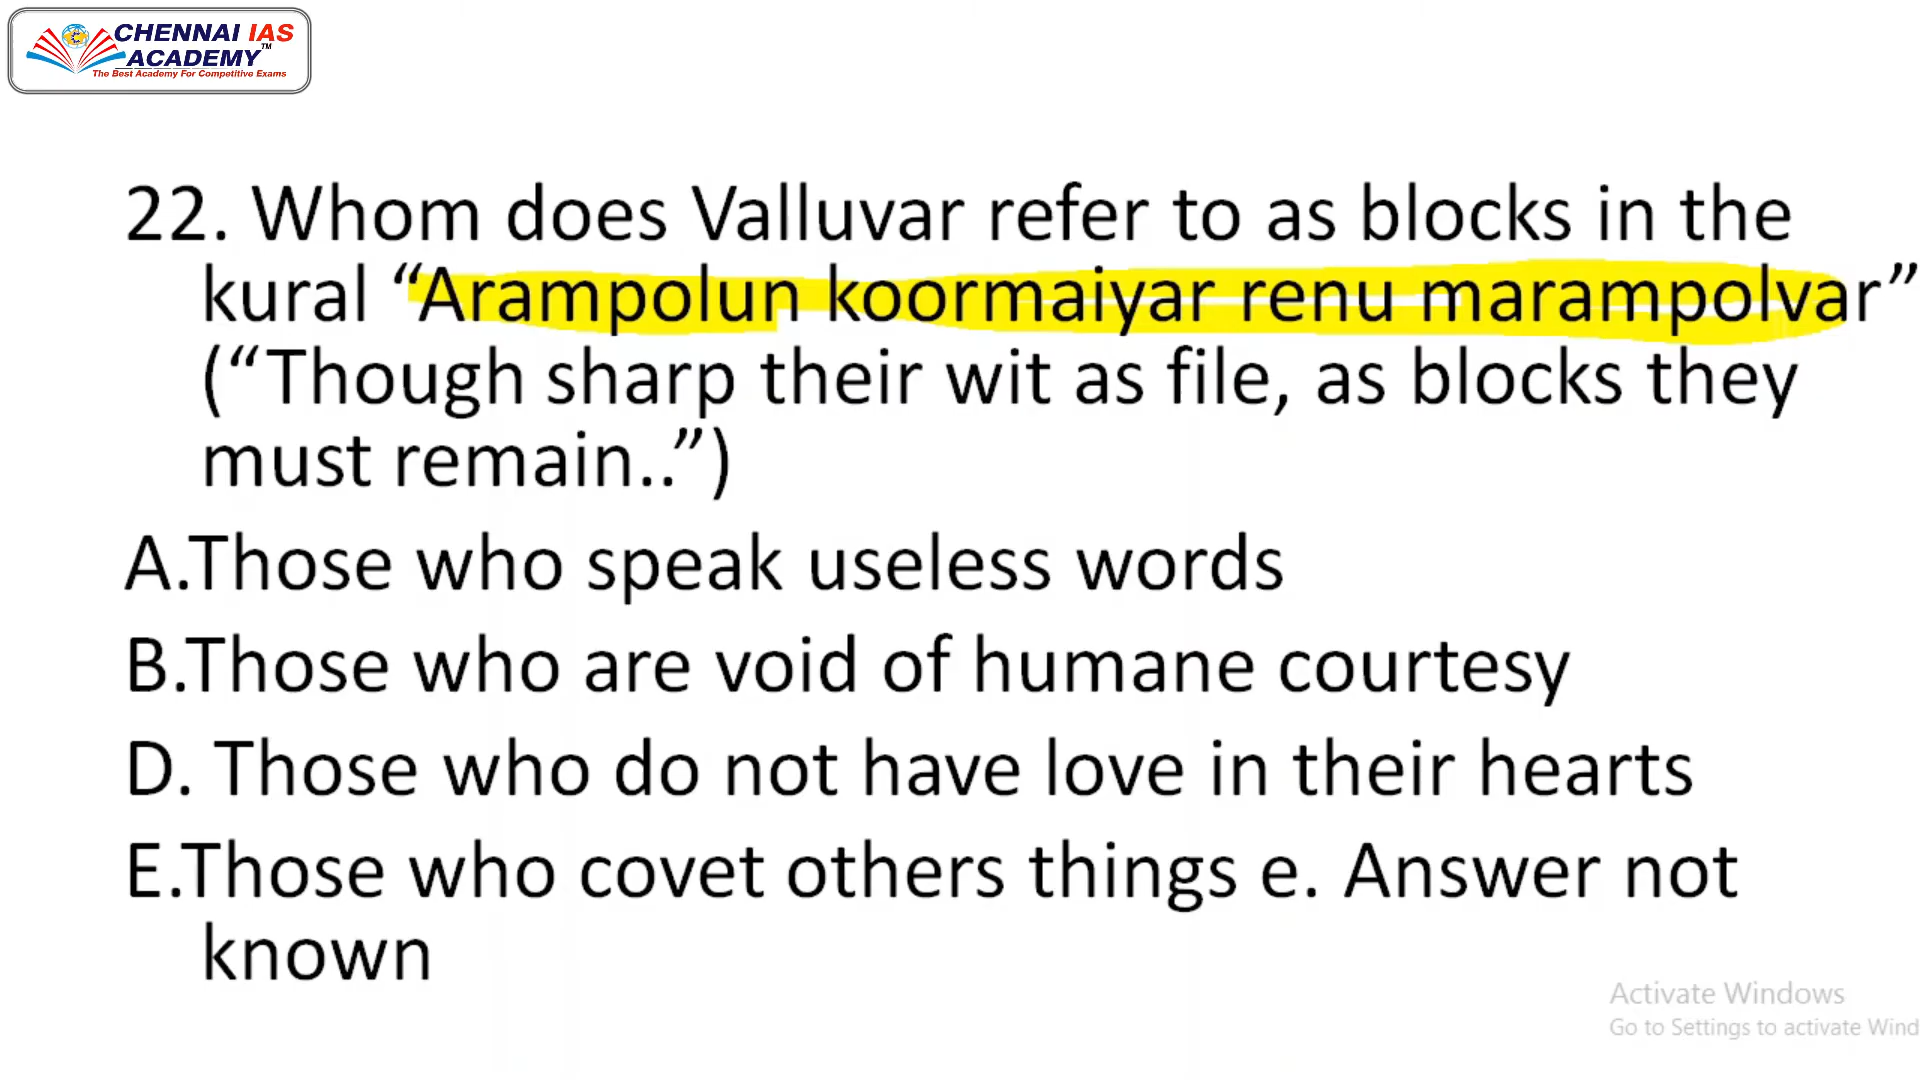 CHENNAI IAS
ACADEMY™
The Best Academy For Competitive Exams
22. Whom does Valluvar refer to as blocks in the
kural “Arampolun koormaiyar renu marampolvar”
(“Though sharp their wit as file, as blocks they
must remain..”)
A.Those who speak useless words
B.Those who are void of humane courtesy
D. Those who do not have love in their hearts
E.Those who covet others things e. Answer not
known
Activate Windows
Go to Settings to activate Wind